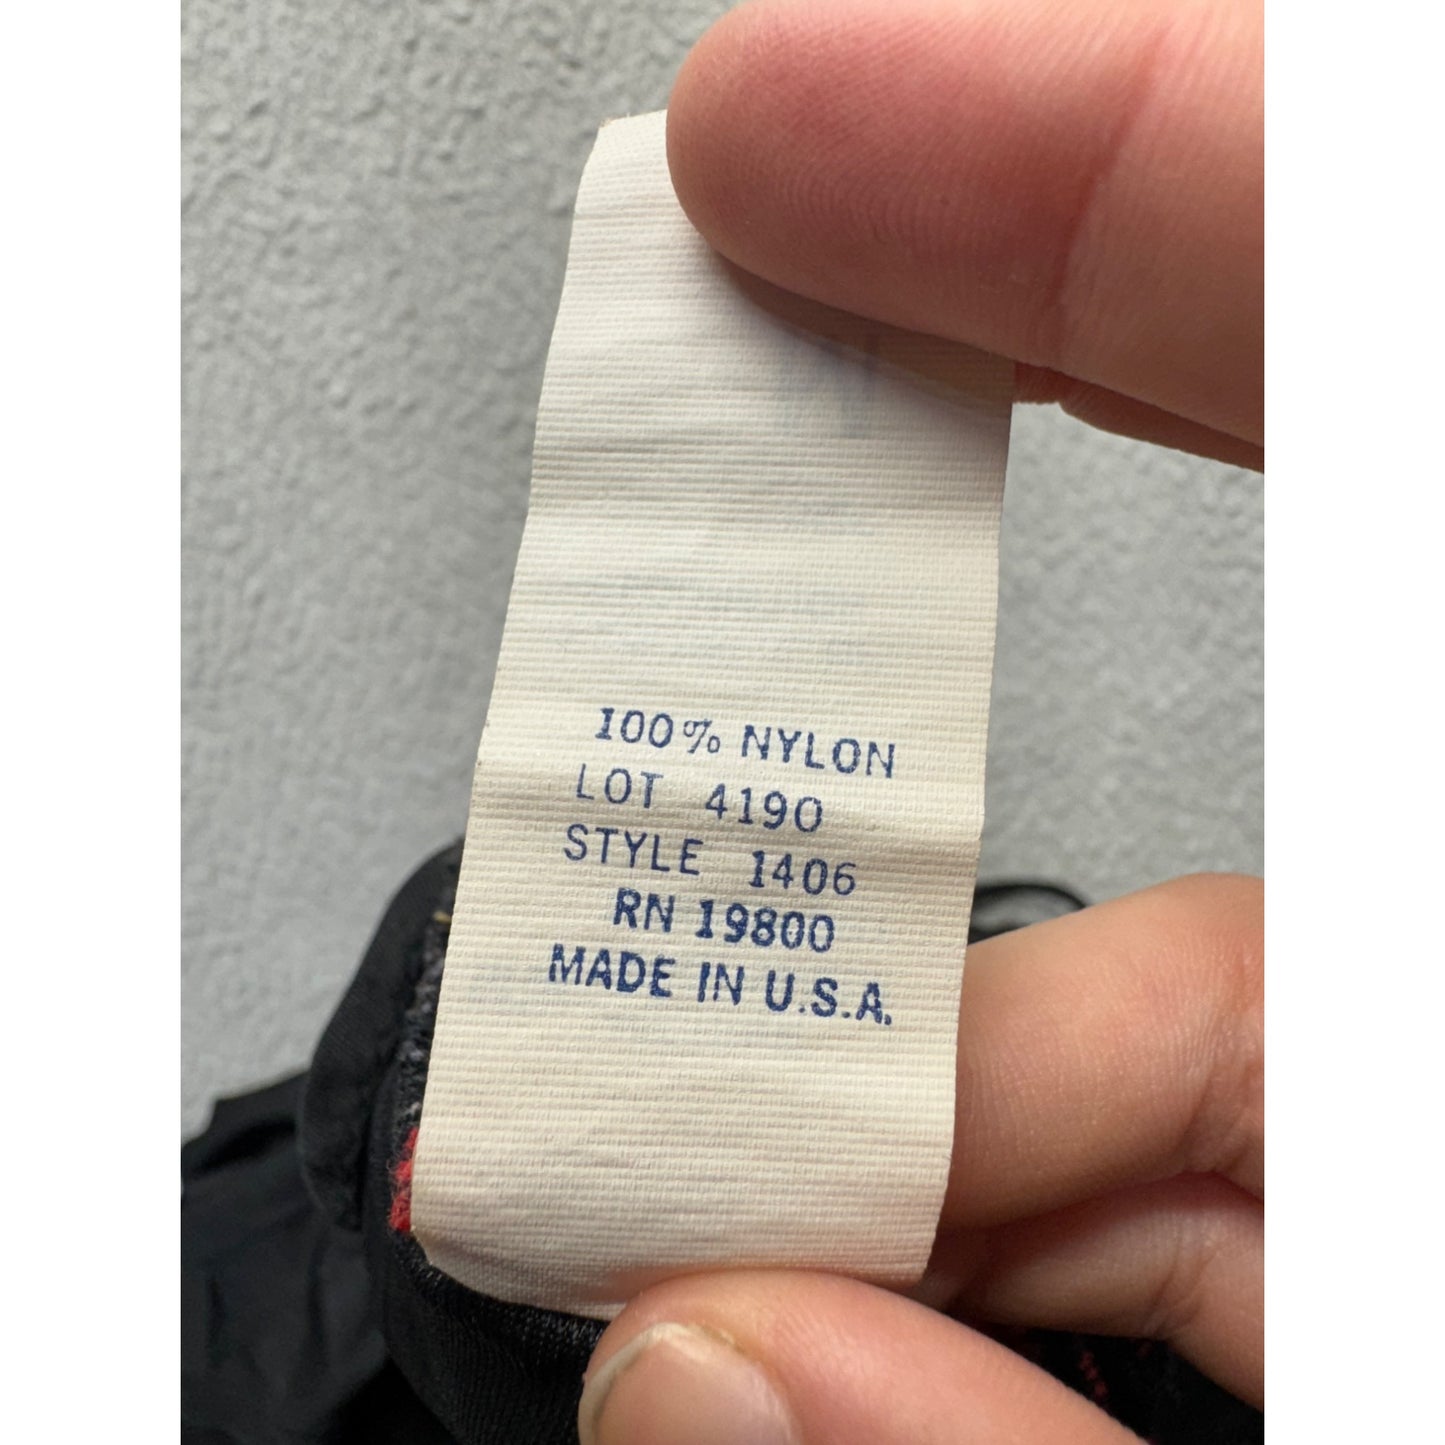 100% NYLON
LOT 4190
STYLE 1406
RN 19800
MADE IN U.S.A.